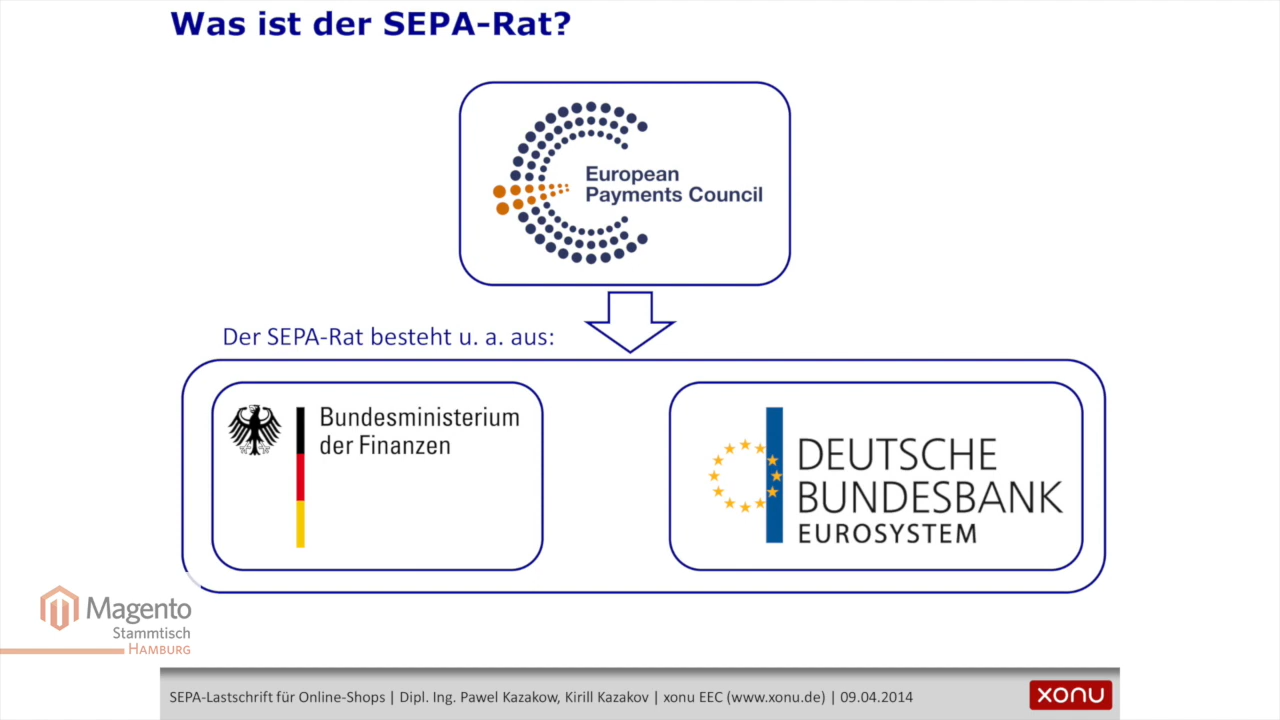 Was ist der SEPA-Rat?
European
Payments Council
Der SEPA-Rat besteht u. a. aus:
Bundesministerium
der Finanzen
DEUTSCHE
BUNDESBANK
EUROSYSTEM
Magento
Stammtisch
HAMBURG
SEPA-Lastschrift für Online-Shops | Dipl. Ing. Pawel Kazakow, Kirill Kazakov | xonu EEC (www.xonu.de) | 09.04.2014
xonu